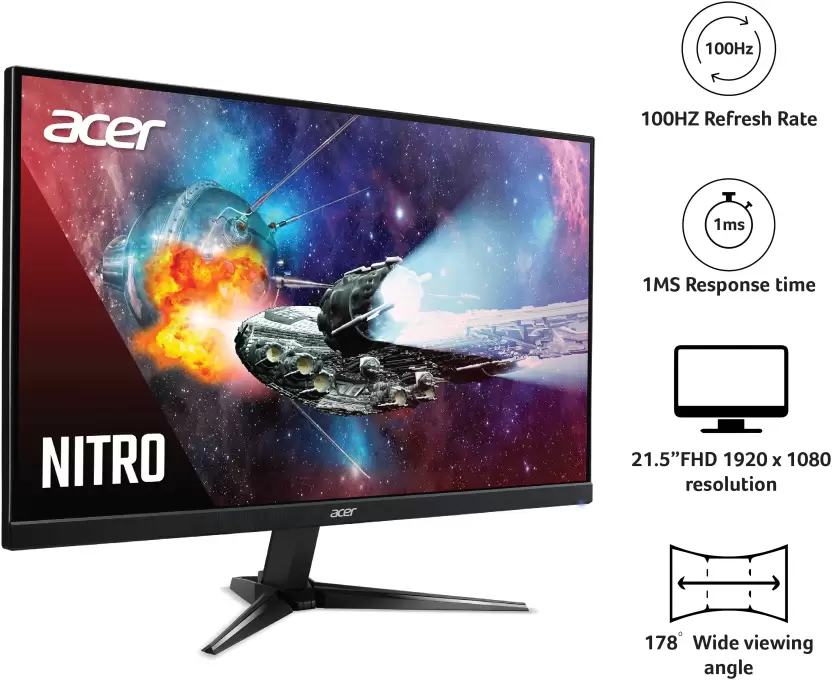 acer
NITRO
acer
100Hz
100HZ Refresh Rate
1ms
1MS Response time
21.5”FHD 1920 x 1080
resolution
178° Wide viewing
angle